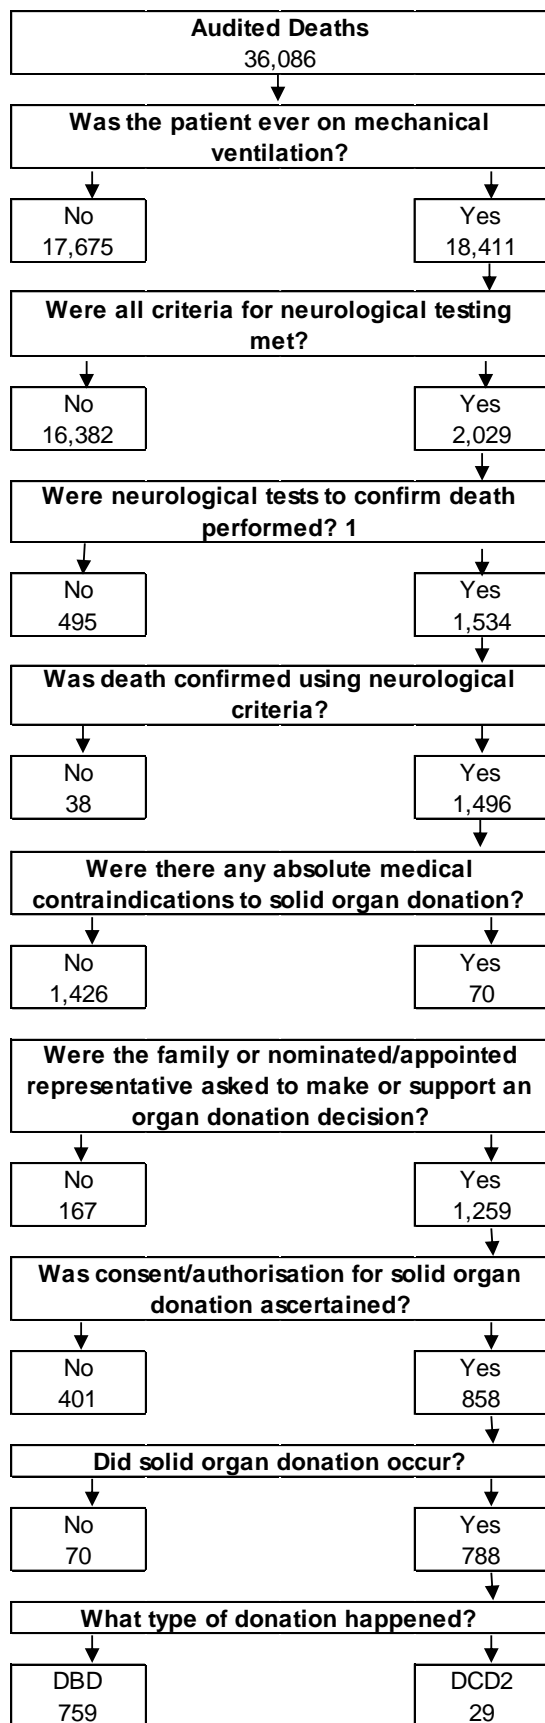 Audited Deaths
36,086
Was the patient ever on mechanical
ventilation?
No
17,675
Yes
18,411
Were all criteria for neurological testing
met?
No
16,382
Yes
2,029
Were neurological tests to confirm death
performed? 1
No
495
Yes
1,534
Was death confirmed using neurological
criteria?
No
38
Yes
1,496
Were there any absolute medical
contraindications to solid organ donation?
No
1,426
Yes
70
Were the family or nominated/appointed
representative asked to make or support an
organ donation decision?
No
167
Yes
1,259
Was consent/authorisation for solid organ
donation ascertained?
No
401
Yes
858
Did solid organ donation occur?
No
70
Yes
788
What type of donation happened?
DBD
759
DCD2
29